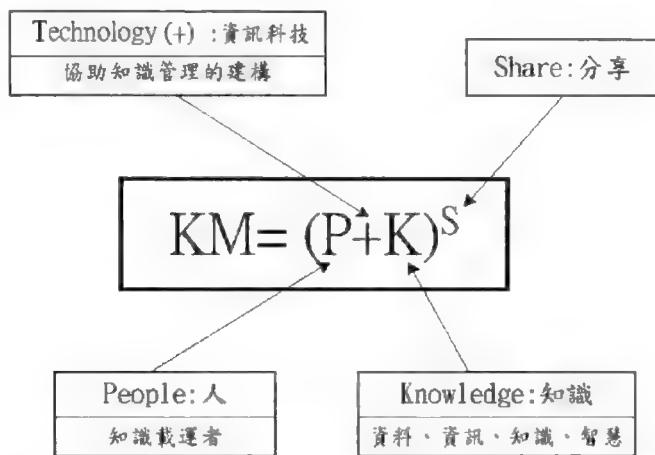 Technology(+):資訊科技
協助知識管理的建構
Share:分享
KM=(P+K)^S
People:人
知識載運者
Knowledge:知識
資料、資訊、知識、智慧